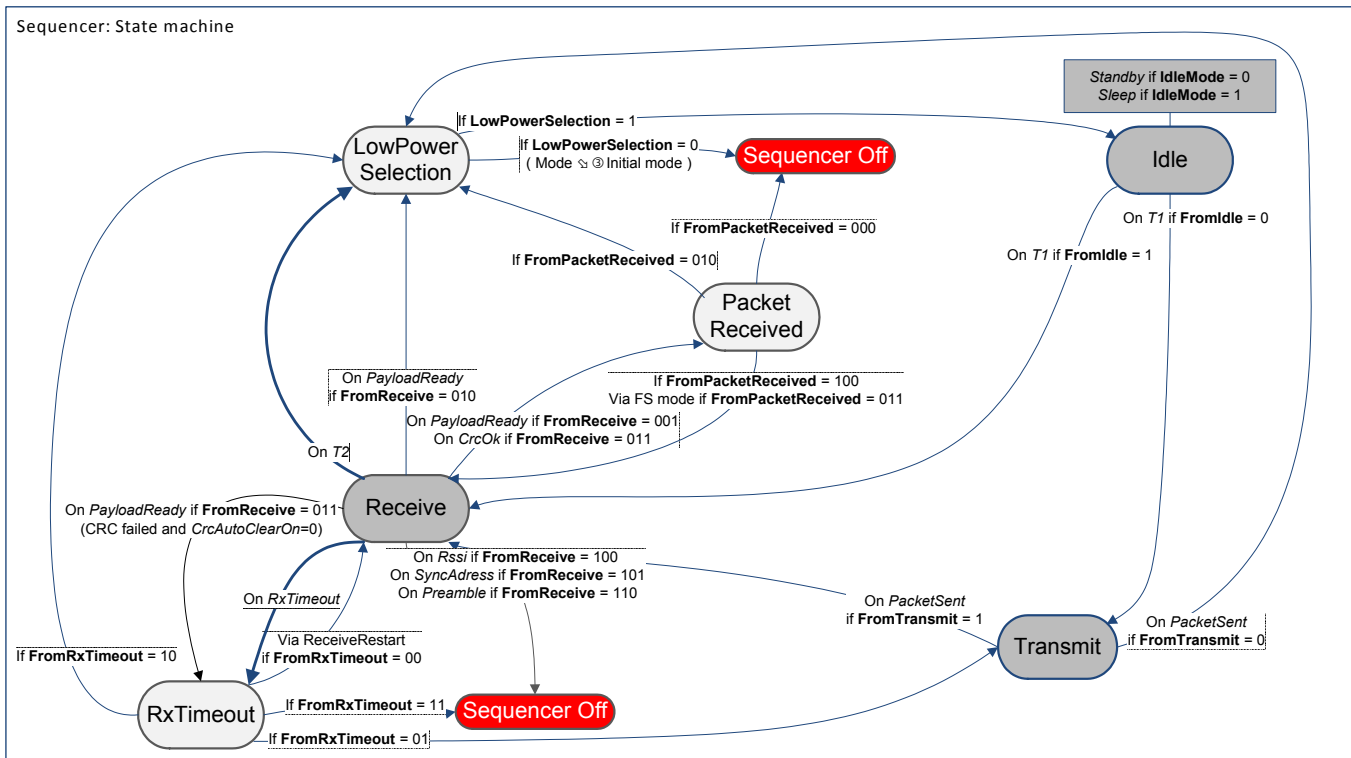 Sequencer: State machine
Standby if IdleMode = 0
Sleep if IdleMode = 1
If LowPowerSelection = 1
LowPower
Selection
If LowPowerSelection = 0
( Mode ⇘ ③ Initial mode )
Sequencer Off
Idle
On T1 if FromIdle = 0
If FromPacketReceived = 000
On T1 if FromIdle = 1
If FromPacketReceived = 010
Packet
Received
On PayloadReady
if FromReceive = 010
If FromPacketReceived = 100
Via FS mode if FromPacketReceived = 011
On PayloadReady if FromReceive = 001
On CrcOk if FromReceive = 011
On T2
Receive
On PayloadReady if FromReceive = 011
(CRC failed and CrcAutoClearOn=0)
On Rssi if FromReceive = 100
On SyncAdress if FromReceive = 101
On Preamble if FromReceive = 110
On RxTimeout
On PacketSent
if FromTransmit = 1
Transmit
On PacketSent
if FromTransmit = 0
Via ReceiveRestart
if FromRxTimeout = 00
If FromRxTimeout = 10
RxTimeout
If FromRxTimeout = 11
Sequencer Off
If FromRxTimeout = 01